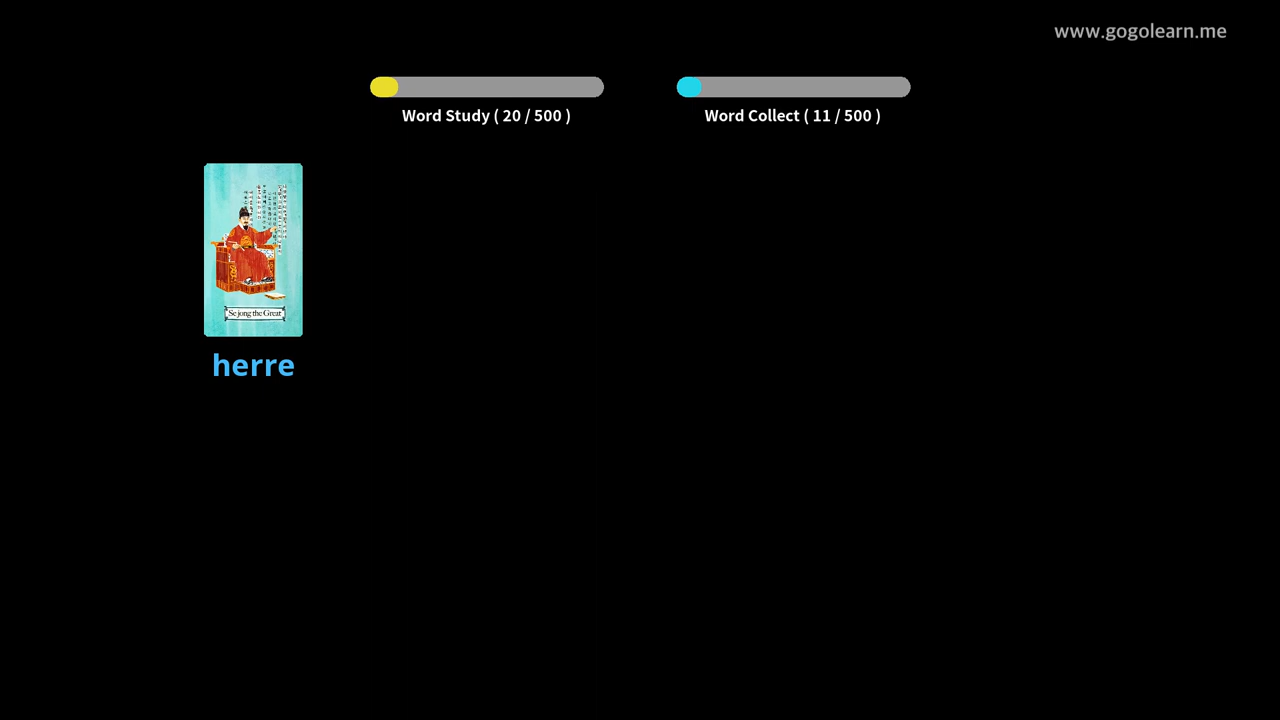 www.gogolearn.me
Word Study ( 20 / 500 )
Word Collect ( 11 / 500 )
Se jong the Great
herre